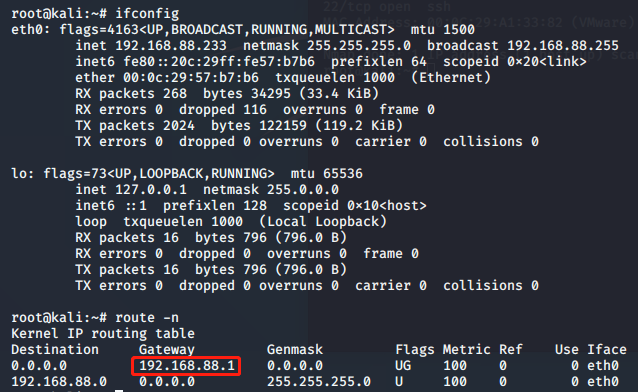 root@kali:~# ifconfig
eth0: flags=4163<UP,BROADCAST,RUNNING,MULTICAST>  mtu 1500
        inet 192.168.88.233  netmask 255.255.255.0  broadcast 192.168.88.255
        inet6 fe80::20c:29ff:fe57:b7b6  prefixlen 64  scopeid 0×20<link>
        ether 00:0c:29:57:b7:b6  txqueuelen 1000  (Ethernet)
        RX packets 268  bytes 34295 (33.4 KiB)
        RX errors 0  dropped 116  overruns 0  frame 0
        TX packets 2024  bytes 122159 (119.2 KiB)
        TX errors 0  dropped 0 overruns 0  carrier 0  collisions 0
lo: flags=73<UP,LOOPBACK,RUNNING>  mtu 65536
        inet 127.0.0.1  netmask 255.0.0.0
        inet6 ::1  prefixlen 128  scopeid 0×10<host>
        loop  txqueuelen 1000  (Local Loopback)
        RX packets 16  bytes 796 (796.0 B)
        RX errors 0  dropped 0  overruns 0  frame 0
        TX packets 16  bytes 796 (796.0 B)
        TX errors 0  dropped 0 overruns 0  carrier 0  collisions 0
root@kali:~# route -n
Kernel IP routing table
Destination     Gateway         Genmask         Flags Metric Ref    Use Iface
0.0.0.0         192.168.88.1    0.0.0.0         UG    100    0        0 eth0
192.168.88.0    0.0.0.0         255.255.255.0   U     100    0        0 eth0
22/tcp open  ssh